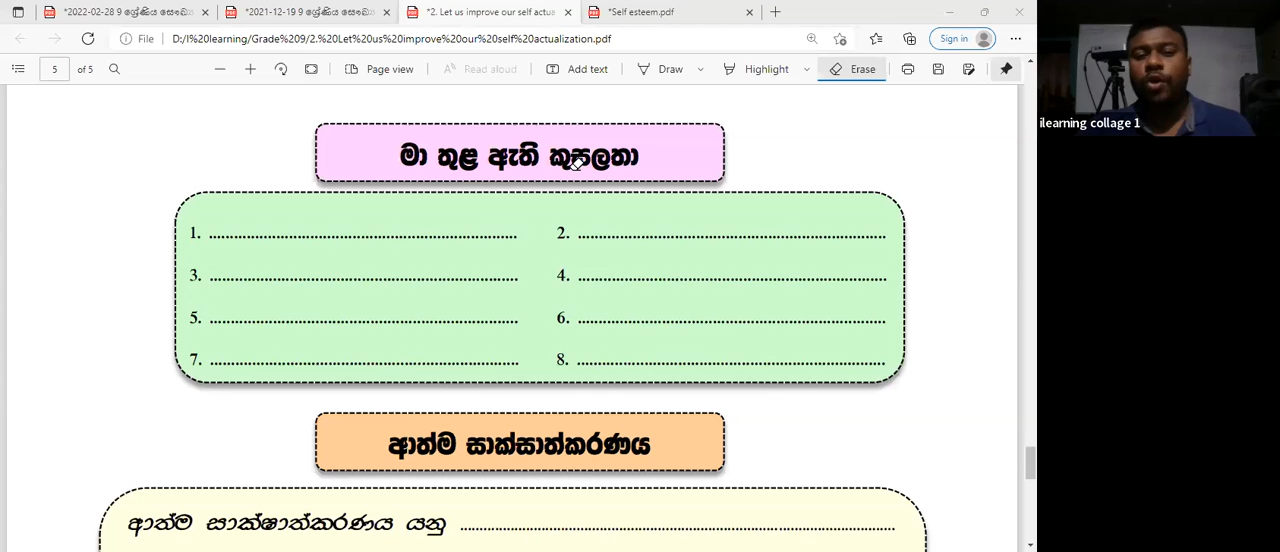 *2022-02-28 9 ශ්‍රේණිය සෞඛ්‍ය
*2021-12-19 9 ශ්‍රේණිය සෞඛ්‍ය
*2. Let us improve our self actua
*Self esteem.pdf
File D:/I%20learning/Grade%209/2.%20Let%20us%20improve%20our%20self%20actualization.pdf Sign in
5 of 5 Page view Read aloud Add text Draw Highlight Erase
ilearning collage 1
මා තුළ ඇති කුසලතා
1. .......................................................................... 2. ..........................................................................
3. .......................................................................... 4. ..........................................................................
5. .......................................................................... 6. ..........................................................................
7. .......................................................................... 8. ..........................................................................
ආත්ම සාක්සාත්කරණය
ආත්ම සාක්ෂාත්කරණය යනු ..........................................................................